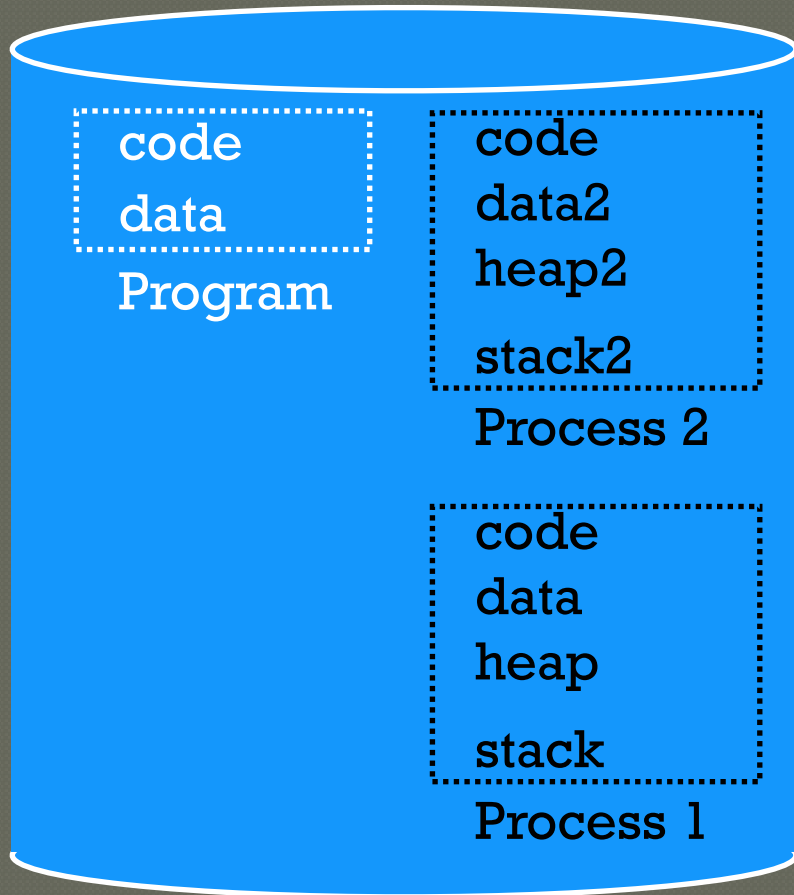 code
data
Program
code
data2
heap2
stack2
Process 2
code
data
heap
stack
Process 1